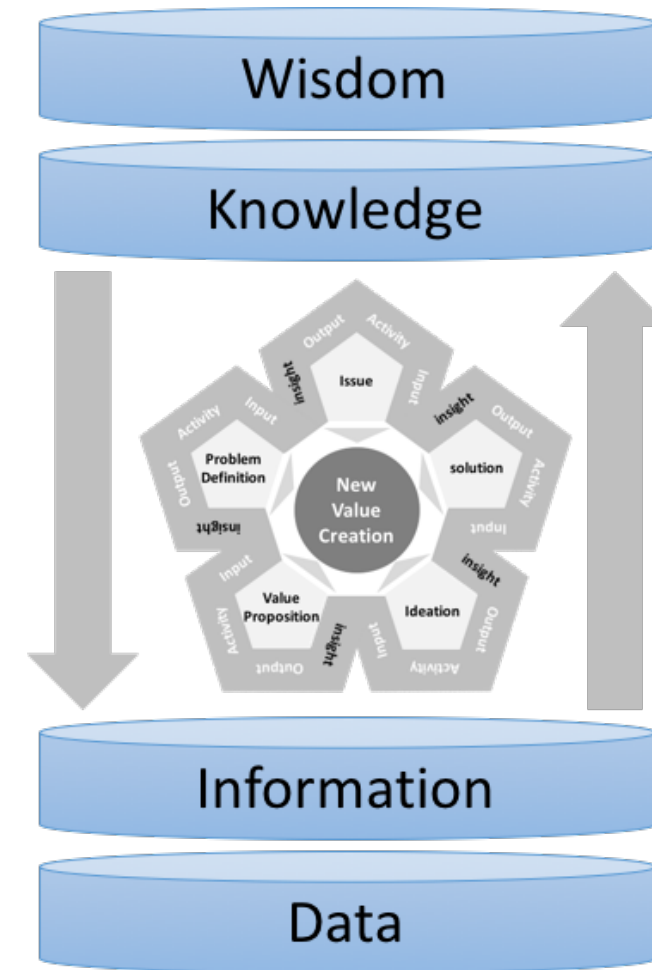 Wisdom
Knowledge
Output
Activity
Input
insight
Issue
insight
Output
Activity
Input
solution
Activity
Input
Output
insight
Problem
Definition
New
Value
Creation
insight
Output
Activity
Input
Ideation
Input
Activity
Output
insight
Value
Proposition
Information
Data